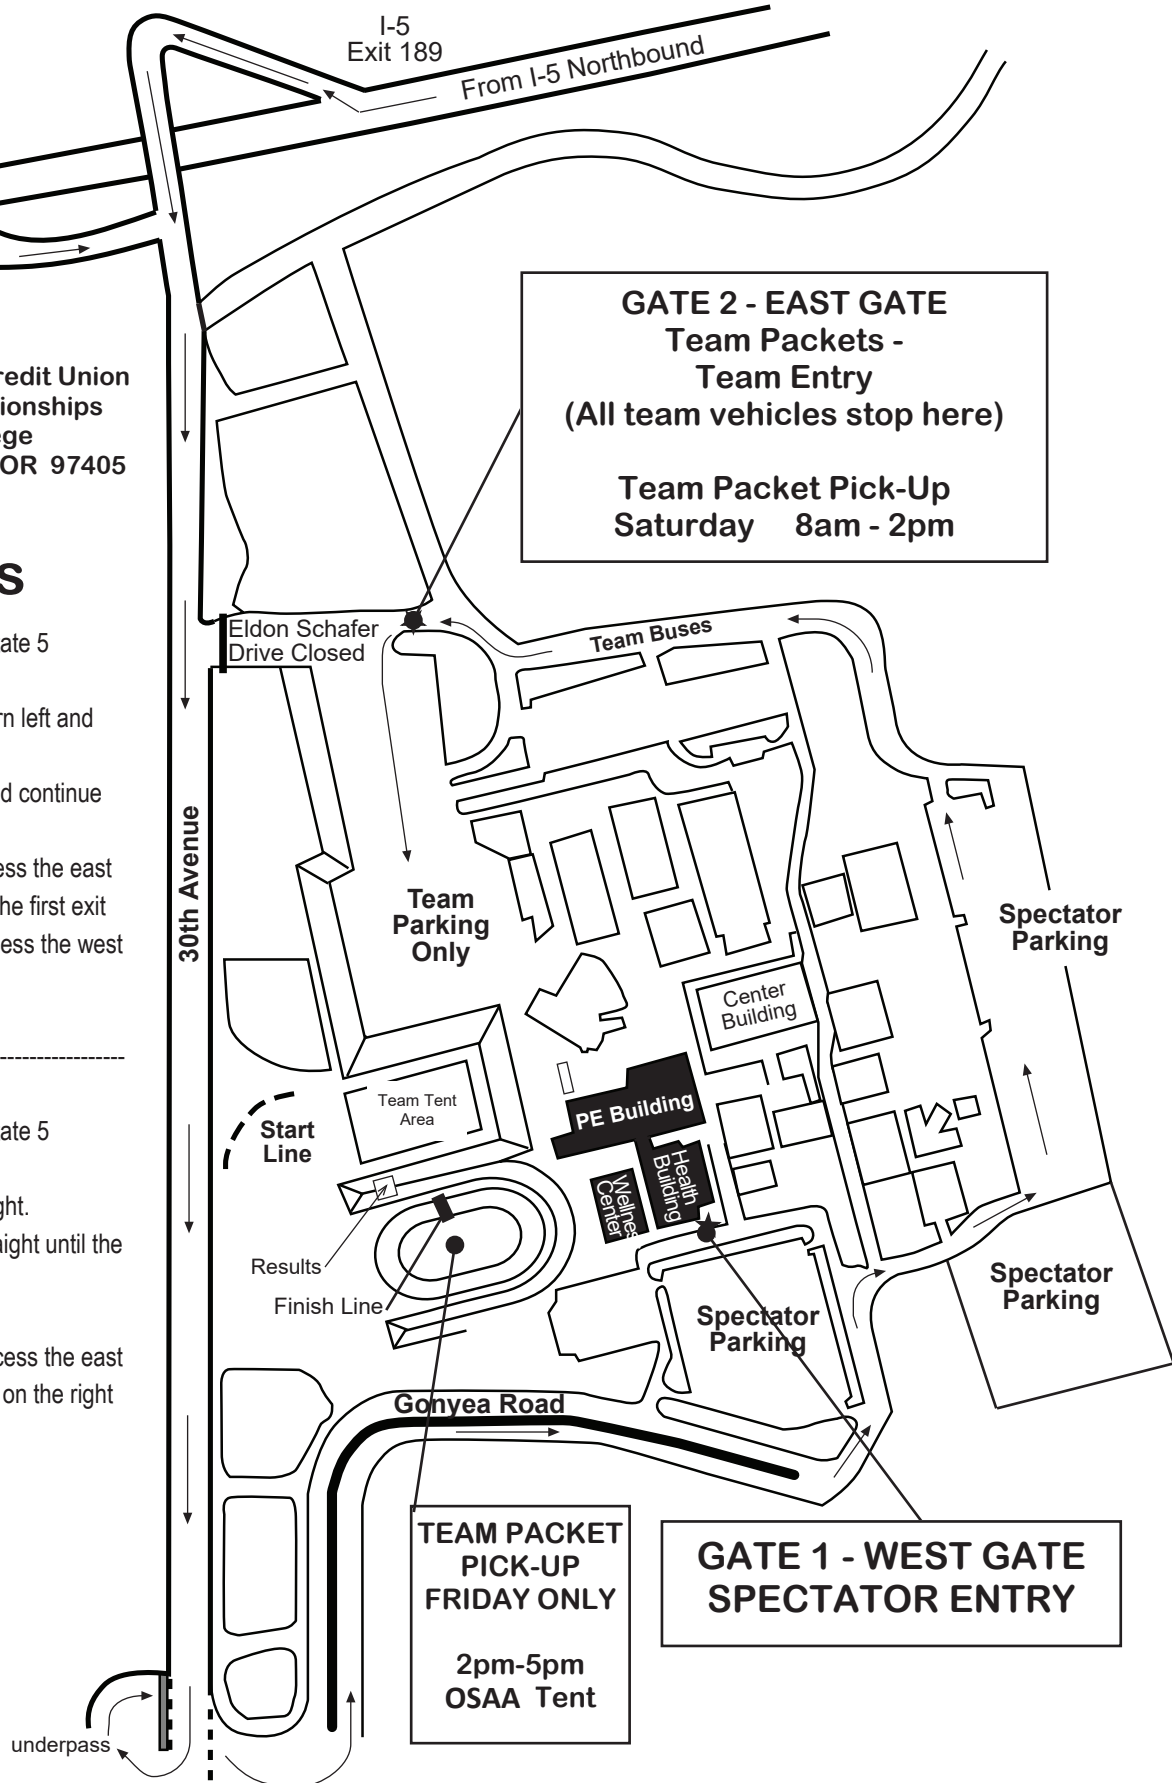 I-5
Exit 189
From I-5 Northbound
GATE 2 - EAST GATE
Team Packets -
Team Entry
(All team vehicles stop here)
Team Packet Pick-Up
Saturday 8am - 2pm
redit Union
ionships
ege
OR 97405
s
ate 5
rn left and
d continue
ess the east
he first exit
ess the west
------------------
ate 5
ght.
aight until the
cess the east
on the right
Eldon Schafer
Drive Closed
Team Buses
30th Avenue
Team
Parking
Only
Spectator
Parking
Center
Building
Team Tent
Area
PE Building
Start
Line
Health
Building
Wellnes
Center
Results
Finish Line
Spectator
Parking
Spectator
Parking
Gonyea Road
TEAM PACKET
PICK-UP
FRIDAY ONLY
2pm-5pm
OSAA Tent
GATE 1 - WEST GATE
SPECTATOR ENTRY
underpass